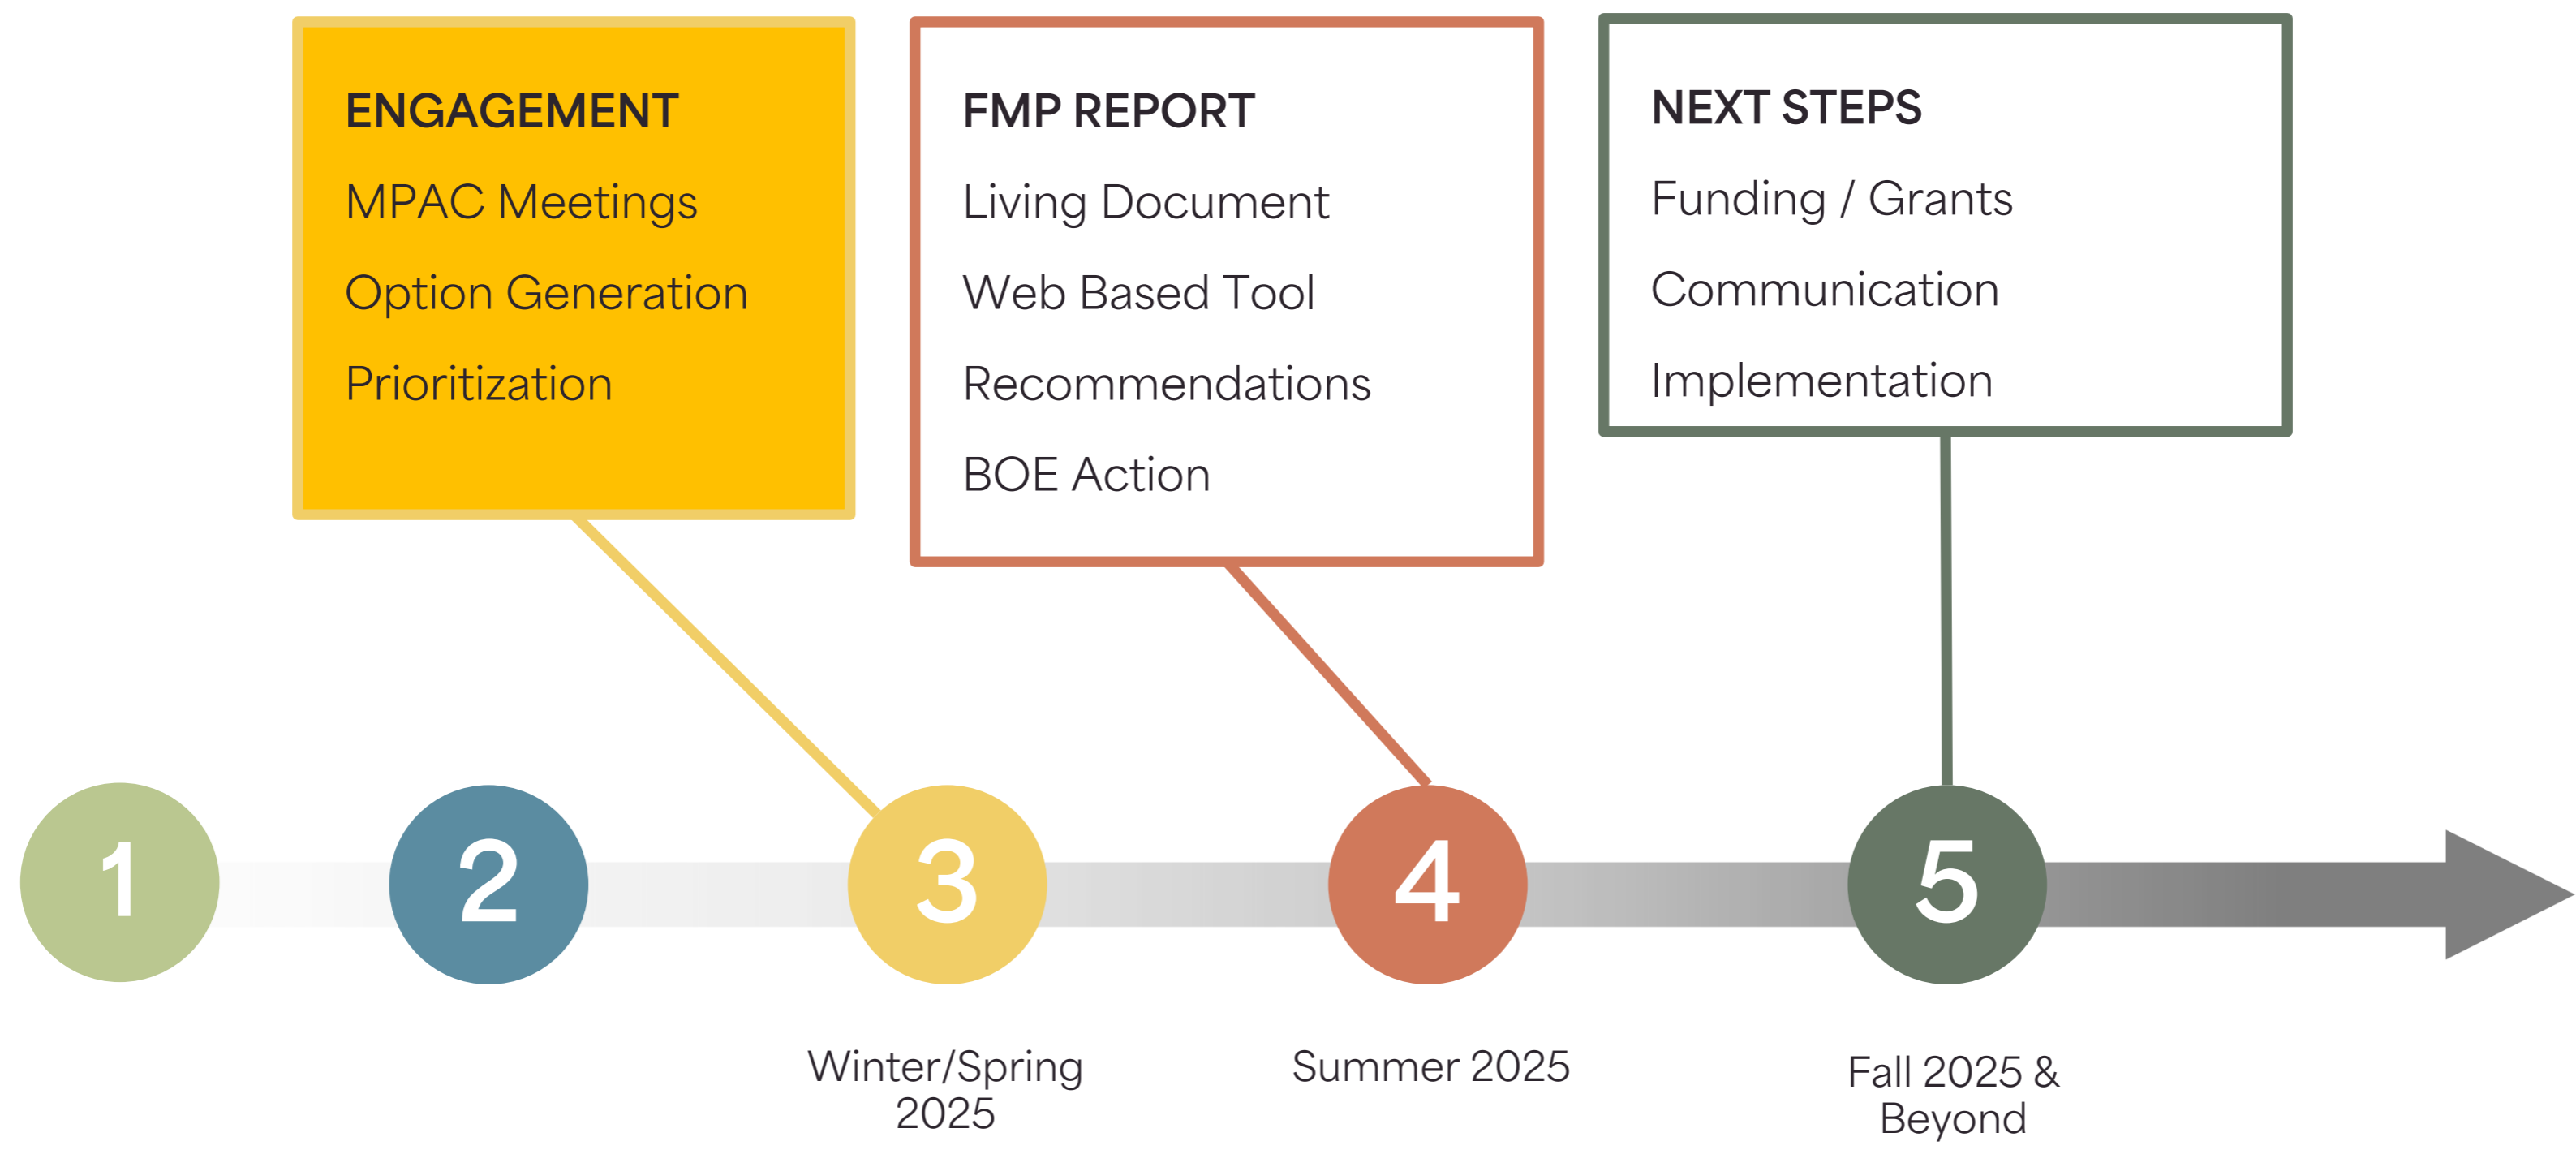 ENGAGEMENT
MPAC Meetings
Option Generation
Prioritization
FMP REPORT
Living Document
Web Based Tool
Recommendations
BOE Action
NEXT STEPS
Funding / Grants
Communication
Implementation
1
2
3
4
5
Winter/Spring
2025
Summer 2025
Fall 2025 &
Beyond